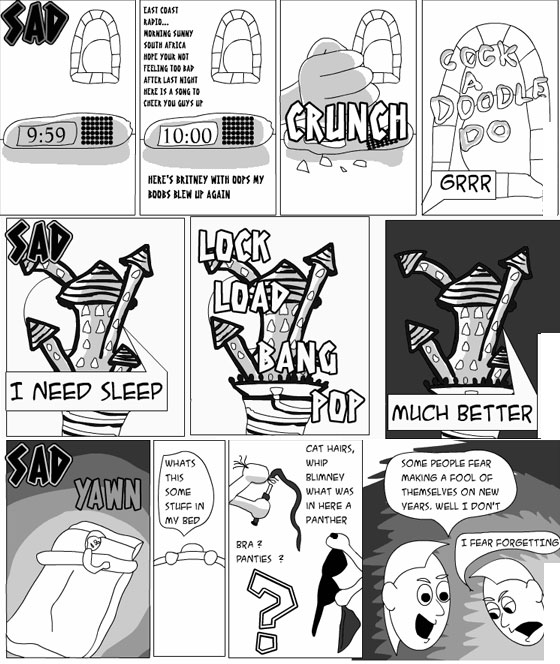 SAD
9:59
EAST COAST
RADIO...
MORNING SUNNY
SOUTH AFRICA
HOPE YOUR NOT
FEELING TOO BAD
AFTER LAST NIGHT
HERE IS A SONG TO
CHEER YOU GUYS UP
10:00
HERE'S BRITNEY WITH OOPS MY
BOOBS BLEW UP AGAIN
CRUNCH
COCK
A
DOODLE
DO
GRRR
SAD
I NEED SLEEP
LOCK
LOAD
BANG
POP
MUCH BETTER
SAD
YAWN
WHATS
THIS
SOME
STUFF IN
MY BED
CAT HAIRS,
WHIP
BLIMNEY
WHAT WAS
IN HERE A
PANTHER
BRA ?
PANTIES ?
?
SOME PEOPLE FEAR
MAKING A FOOL OF
THEMSELVES ON NEW
YEARS. WELL I DON'T
I FEAR FORGETTING